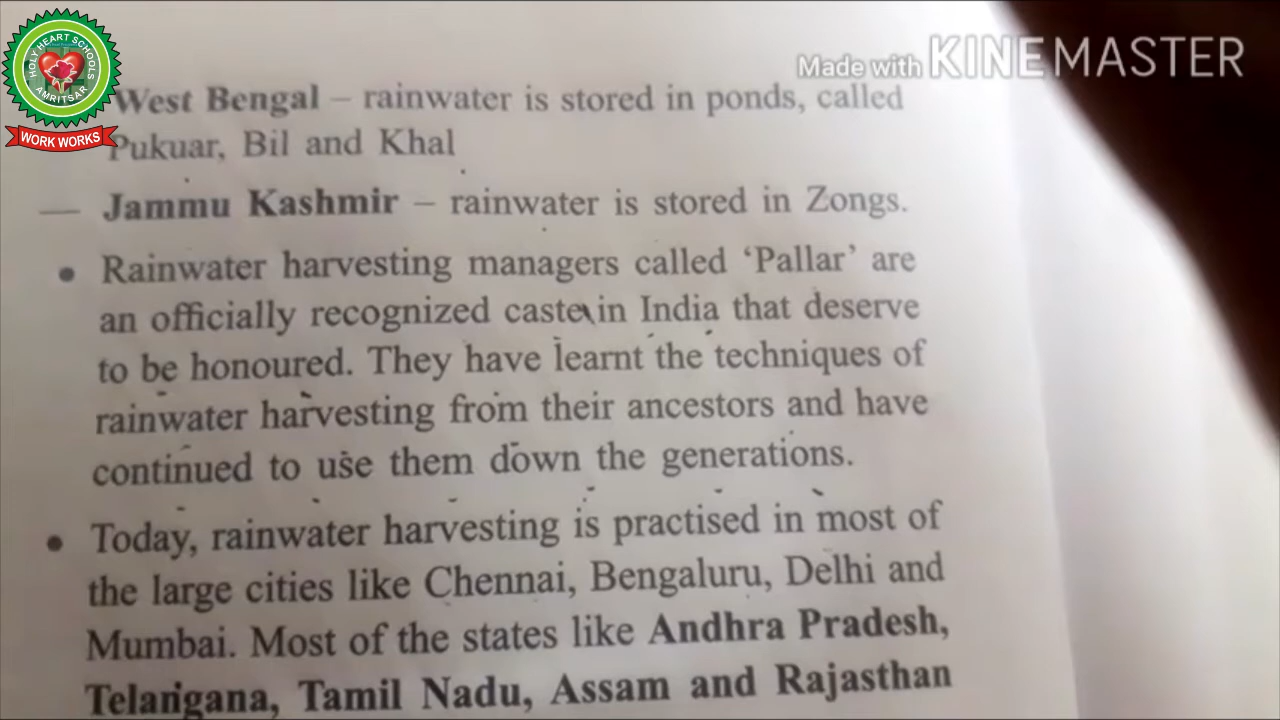 HOLY HEART SCHOOLS
AMRITSAR
WORK WORKS
Made with KINEMASTER
West Bengal – rainwater is stored in ponds, called
Pukuar, Bil and Khal
— Jammu Kashmir – rainwater is stored in Zongs.
• Rainwater harvesting managers called ‘Pallar’ are
an officially recognized caste in India that deserve
to be honoured. They have learnt the techniques of
rainwater harvesting from their ancestors and have
continued to use them down the generations.
• Today, rainwater harvesting is practised in most of
the large cities like Chennai, Bengaluru, Delhi and
Mumbai. Most of the states like Andhra Pradesh,
Telangana, Tamil Nadu, Assam and Rajasthan